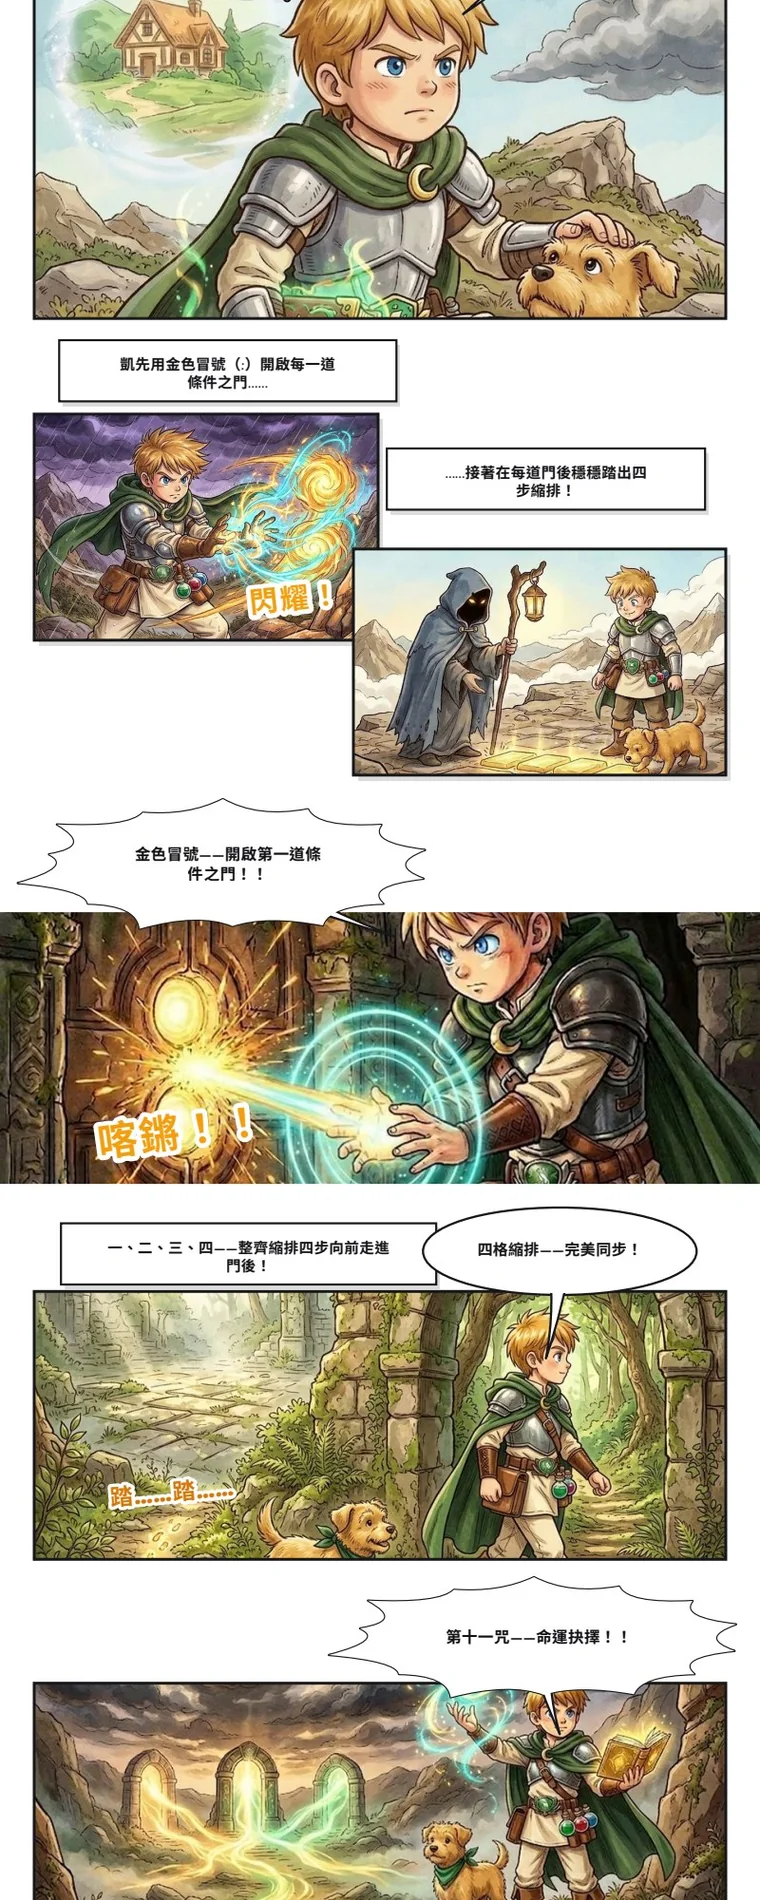 凱先用金色冒號（:）開啟每一道
條件之門……
……接著在每道門後穩穩踏出四
步縮排！
閃耀！
金色冒號——開啟第一道條
件之門！！
喀鏘！！
一、二、三、四——整齊縮排四步向前走進
門後！
四格縮排——完美同步！
踏……踏……
第十一咒——命運抉擇！！